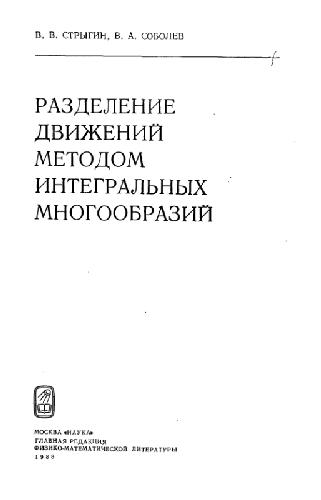 В. В. СТРЫГИН, В. А. СОБОЛЕВ
РАЗДЕЛЕНИЕ
ДВИЖЕНИЙ
МЕТОДОМ
ИНТЕГРАЛЬНЫХ
МНОГООБРАЗИЙ
МОСКВА «НАУКА»
ГЛАВНАЯ РЕДАКЦИЯ
ФИЗИКО-МАТЕМАТИЧЕСКОЙ ЛИТЕРАТУРЫ
1988